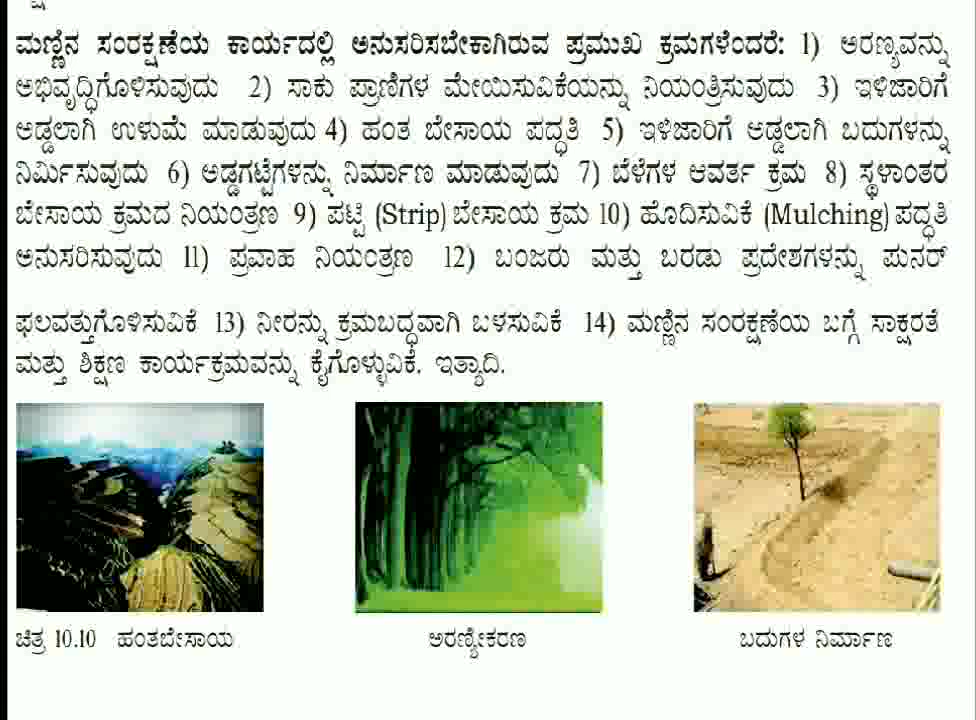 ಮಣ್ಣಿನ ಸಂರಕ್ಷಣೆಯ ಕಾರ್ಯದಲ್ಲಿ ಅನುಸರಿಸಬೇಕಾಗಿರುವ ಪ್ರಮುಖ ಕ್ರಮಗಳೆಂದರೆ: 1) ಅರಣ್ಯವನ್ನು
ಅಭಿವೃದ್ಧಿಗೊಳಿಸುವುದು 2) ಸಾಕು ಪ್ರಾಣಿಗಳ ಮೇಯಿಸುವಿಕೆಯನ್ನು ನಿಯಂತ್ರಿಸುವುದು 3) ಇಳಿಜಾರಿಗೆ
ಅಡ್ಡಲಾಗಿ ಉಳುಮೆ ಮಾಡುವುದು 4) ಹಂತ ಬೇಸಾಯ ಪದ್ಧತಿ 5) ಇಳಿಜಾರಿಗೆ ಅಡ್ಡಲಾಗಿ ಬದುಗಳನ್ನು
ನಿರ್ಮಿಸುವುದು 6) ಅಡ್ಡಗಟ್ಟೆಗಳನ್ನು ನಿರ್ಮಾಣ ಮಾಡುವುದು 7) ಬೆಳೆಗಳ ಆವರ್ತ ಕ್ರಮ 8) ಸ್ಥಳಾಂತರ
ಬೇಸಾಯ ಕ್ರಮದ ನಿಯಂತ್ರಣ 9) ಪಟ್ಟಿ (Strip) ಬೇಸಾಯ ಕ್ರಮ 10) ಹೊದಿಸುವಿಕೆ (Mulching) ಪದ್ಧತಿ
ಅನುಸರಿಸುವುದು 11) ಪ್ರವಾಹ ನಿಯಂತ್ರಣ 12) ಬಂಜರು ಮತ್ತು ಬರಡು ಪ್ರದೇಶಗಳನ್ನು ಪುನರ್
ಫಲವತ್ತುಗೊಳಿಸುವಿಕೆ 13) ನೀರನ್ನು ಕ್ರಮಬದ್ಧವಾಗಿ ಬಳಸುವಿಕೆ 14) ಮಣ್ಣಿನ ಸಂರಕ್ಷಣೆಯ ಬಗ್ಗೆ ಸಾಕ್ಷರತೆ
ಮತ್ತು ಶಿಕ್ಷಣ ಕಾರ್ಯಕ್ರಮವನ್ನು ಕೈಗೊಳ್ಳುವಿಕೆ. ಇತ್ಯಾದಿ.
ಚಿತ್ರ 10.10 ಹಂತಬೇಸಾಯ
ಅರಣ್ಯೀಕರಣ
ಬದುಗಳ ನಿರ್ಮಾಣ